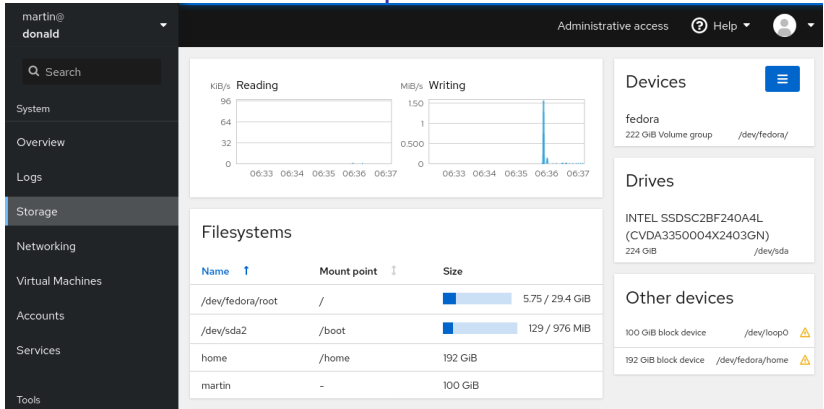 martin@
donald
Administrative access
Help
Search
System
Overview
Logs
Storage
Networking
Virtual Machines
Accounts
Services
Tools
KiB/s Reading
96
64
32
0
06:33 06:34 06:35 06:36 06:37
MiB/s Writing
1.50
1
0.500
0
06:33 06:34 06:35 06:36 06:37
Filesystems
Name Mount point Size
/dev/fedora/root / 5.75 / 29.4 GiB
/dev/sda2 /boot 129 / 976 MiB
home /home 192 GiB
martin - 100 GiB
Devices
fedora
222 GiB Volume group /dev/fedora/
Drives
INTEL SSDSC2BF240A4L
(CVDA3350004X2403GN)
224 GiB /dev/sda
Other devices
100 GiB block device /dev/loop0
192 GiB block device /dev/fedora/home